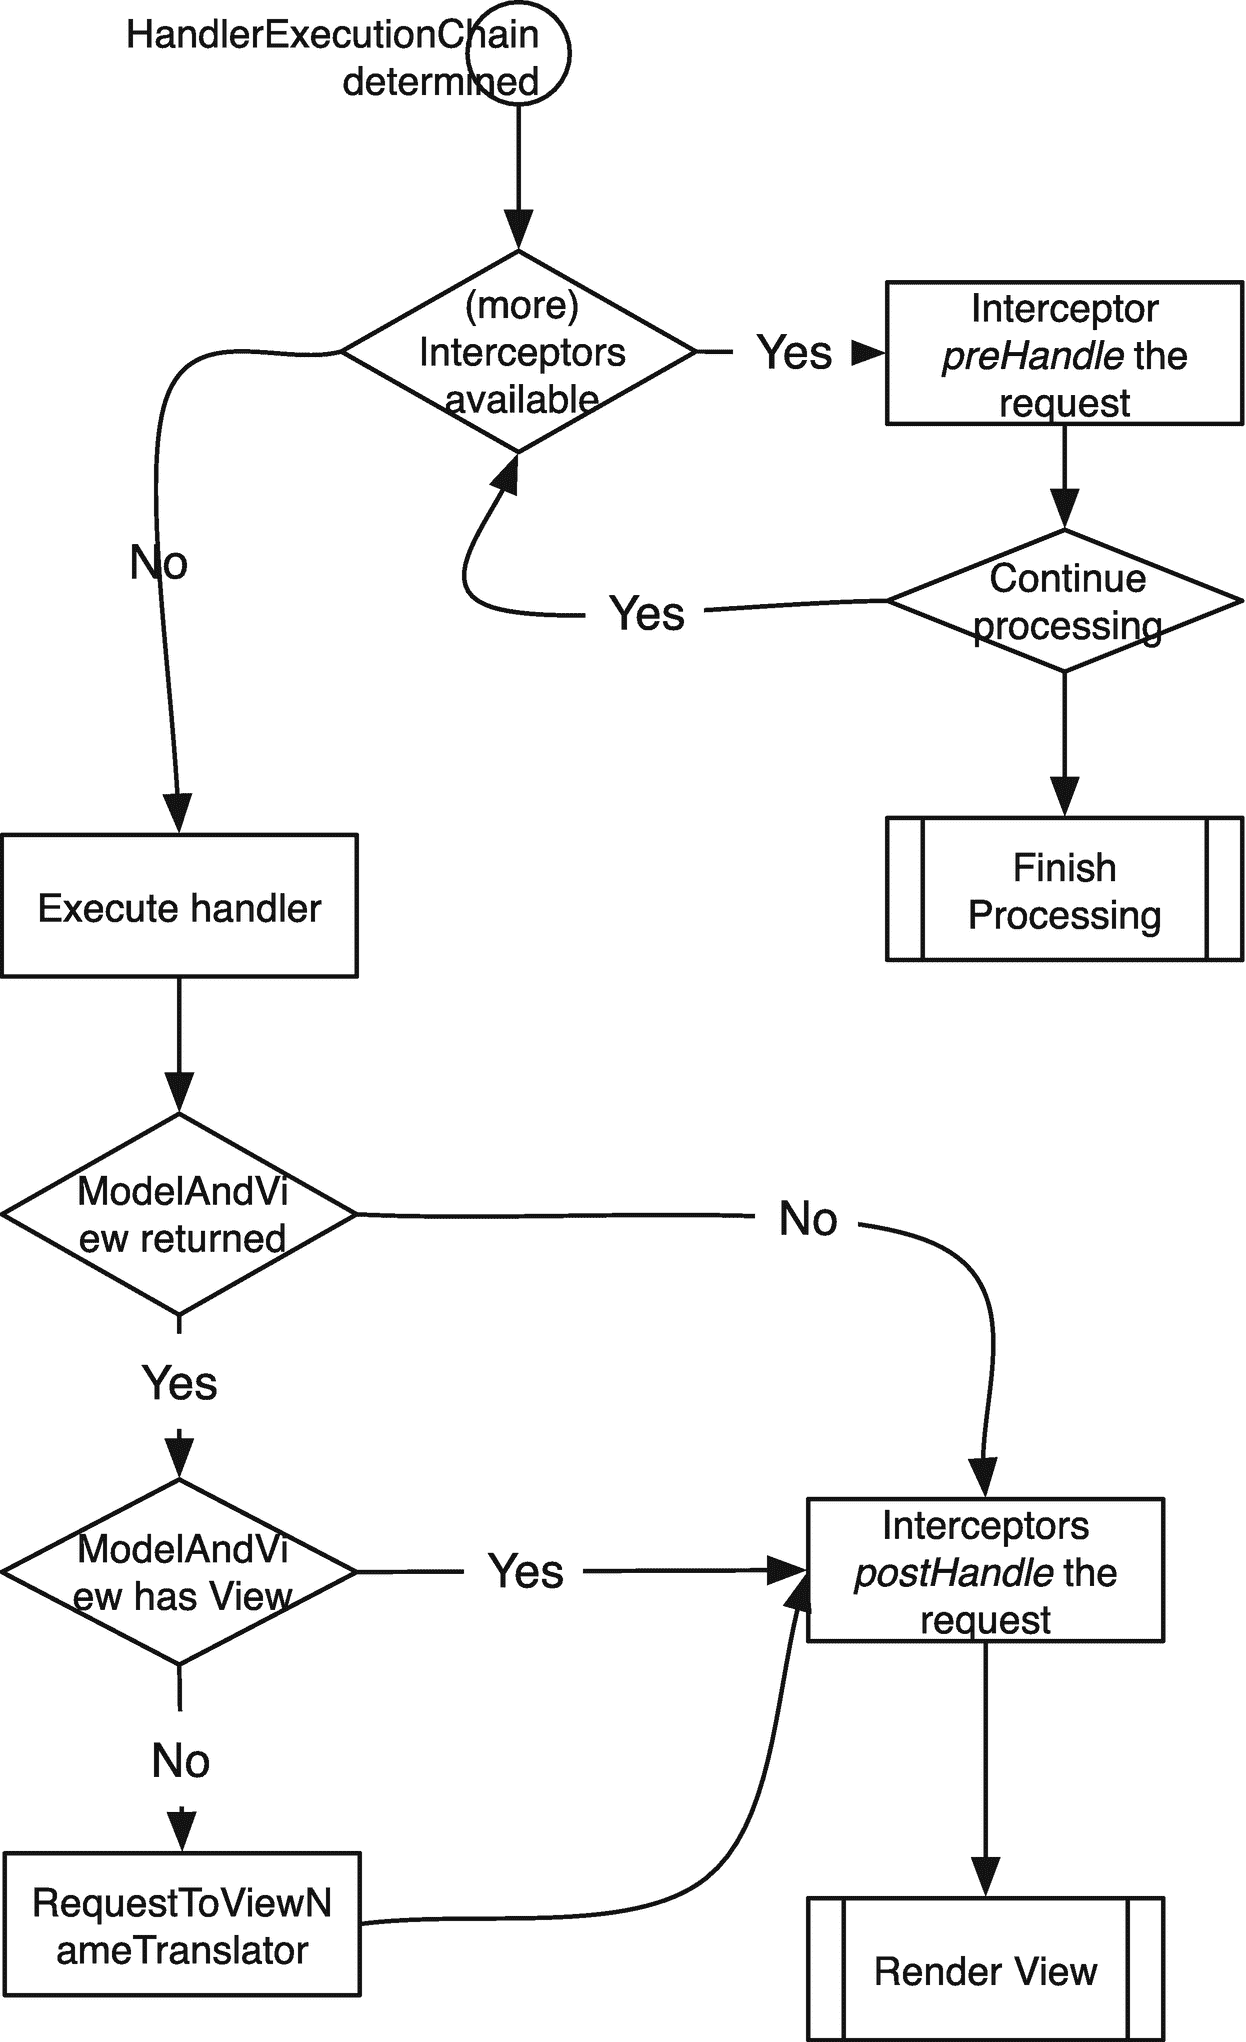 HandlerExecutionChain
determined
(more)
Interceptors
available
Yes
Interceptor
preHandle the
request
No
Continue
processing
Yes
Finish
Processing
Execute handler
ModelAndVi
ew returned
No
Yes
ModelAndVi
ew has View
Yes
Interceptors
postHandle the
request
No
RequestToViewN
ameTranslator
Render View